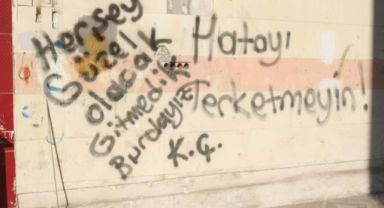 Herşey
Güzel
olacak
Gitmedik
Burdayız
Hatayı
Terketmeyin!
K.Ç.